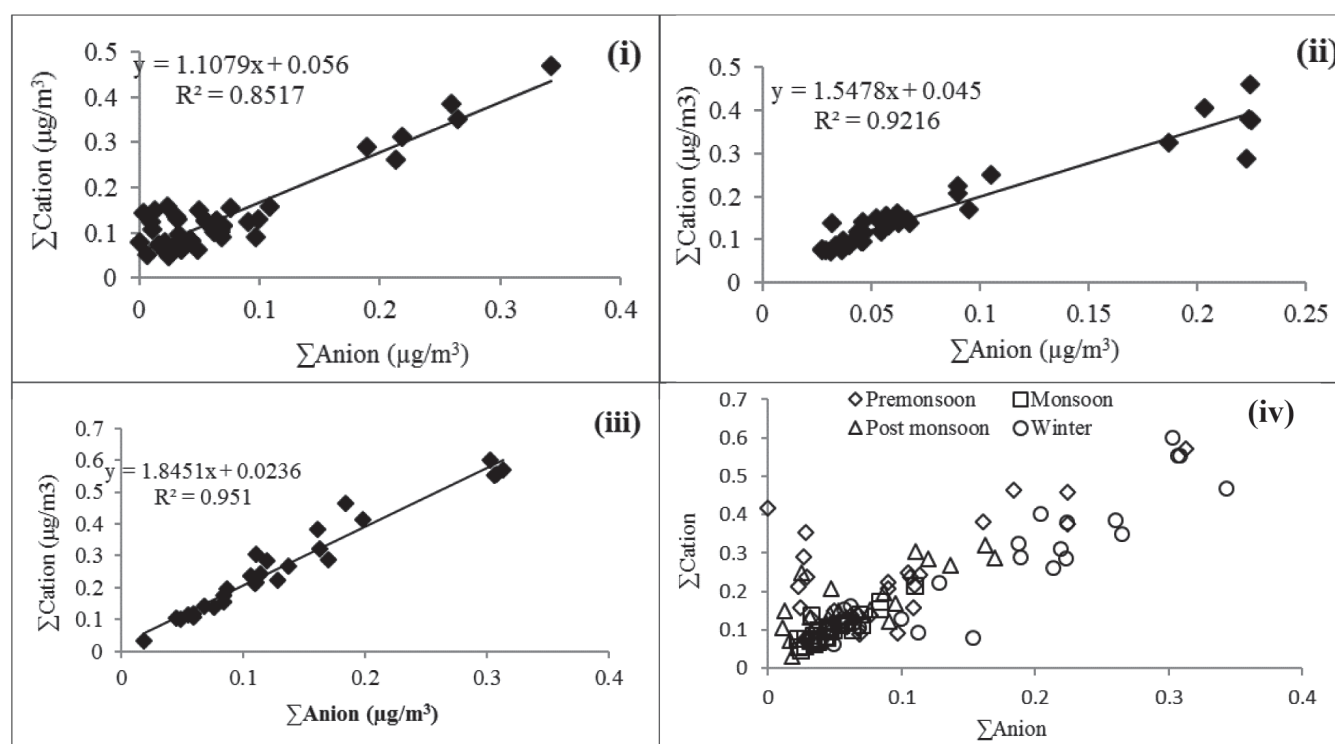 (i)
y = 1.1079x + 0.056
R² = 0.8517
∑Cation (µg/m³)
0.5
0.4
0.3
0.2
0.1
0
0 0.1 0.2 0.3 0.4
∑Anion (µg/m³)
(ii)
y = 1.5478x + 0.045
R² = 0.9216
∑Cation (µg/m3)
0.5
0.4
0.3
0.2
0.1
0
0 0.05 0.1 0.15 0.2 0.25
∑Anion (µg/m³)
(iii)
y = 1.8451x + 0.0236
R² = 0.951
∑Cation (µg/m3)
0.7
0.6
0.5
0.4
0.3
0.2
0.1
0
0 0.1 0.2 0.3 0.4
∑Anion (µg/m³)
(iv)
Premonsoon Monsoon
Post monsoon Winter
∑Cation
0.7
0.6
0.5
0.4
0.3
0.2
0.1
0
0 0.1 0.2 0.3 0.4
∑Anion